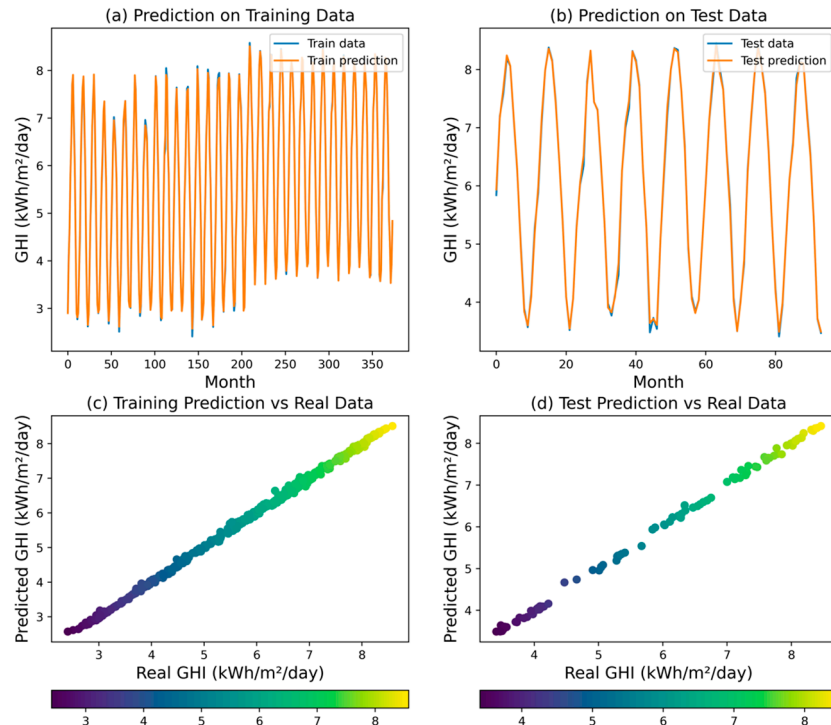 (a) Prediction on Training Data
Train data
Train prediction
GHI (kWh/m²/day)
8
7
6
5
4
3
0 50 100 150 200 250 300 350
Month
(b) Prediction on Test Data
Test data
Test prediction
GHI (kWh/m²/day)
8
7
6
5
4
0 20 40 60 80
Month
(c) Training Prediction vs Real Data
Predicted GHI (kWh/m²/day)
8
7
6
5
4
3
3 4 5 6 7 8
Real GHI (kWh/m²/day)
3 4 5 6 7 8
(d) Test Prediction vs Real Data
Predicted GHI (kWh/m²/day)
8
7
6
5
4
4 5 6 7 8
Real GHI (kWh/m²/day)
4 5 6 7 8